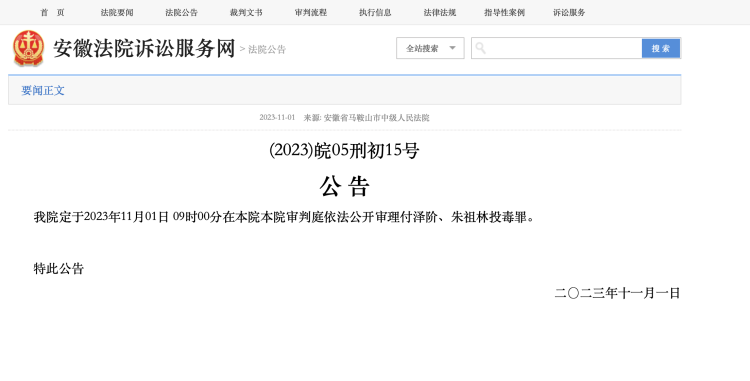 首 页 法院要闻 法院公告 裁判文书 审判流程 执行信息 法律法规 指导性案例 诉讼服务
安徽法院诉讼服务网 > 法院公告 全站搜索 搜 索
要闻正文
2023-11-01 来源: 安徽省马鞍山市中级人民法院
(2023)皖05刑初15号
公 告
我院定于2023年11月01日 09时00分在本院本院审判庭依法公开审理付泽阶、朱祖林投毒罪。
特此公告
二〇二三年十一月一日